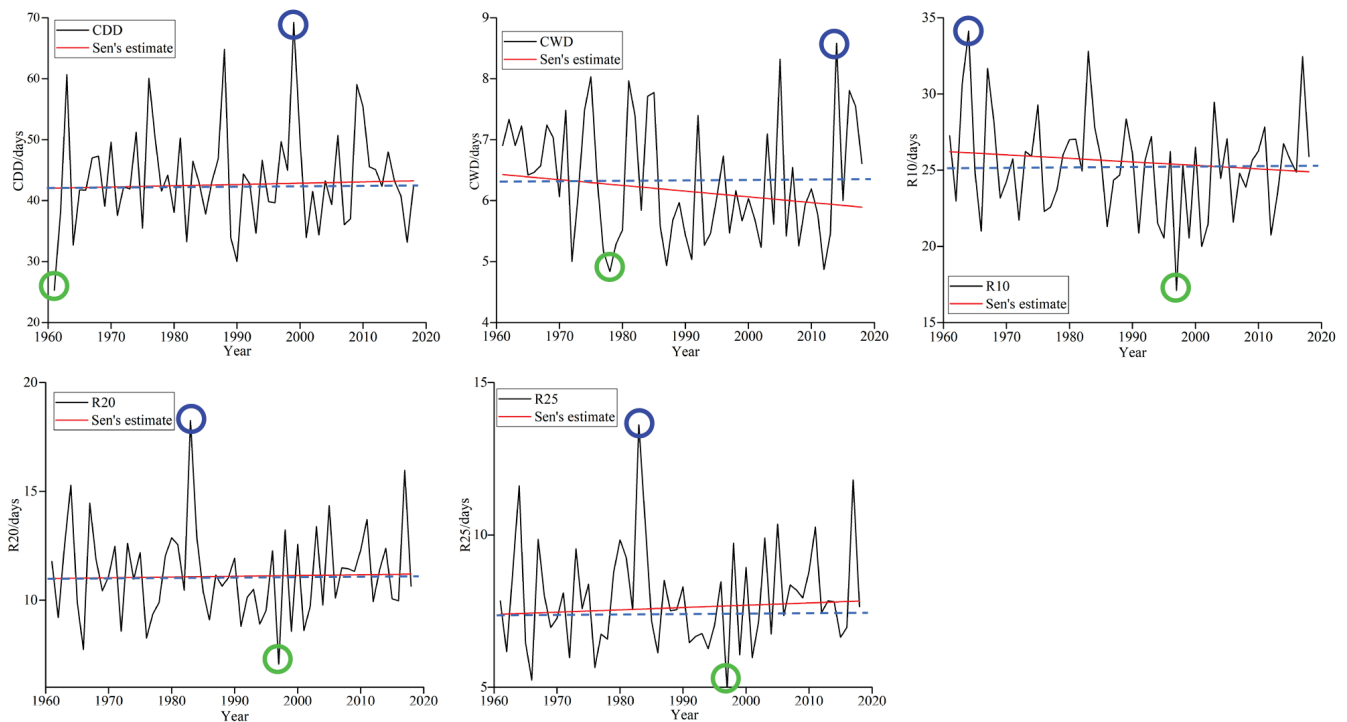 CDD
Sen's estimate
CDD/days
70
60
50
40
30
20
1960 1970 1980 1990 2000 2010 2020
Year
CWD
Sen's estimate
CWD/days
9
8
7
6
5
4
1960 1970 1980 1990 2000 2010 2020
Year
R10
Sen's estimate
R10/days
35
30
25
20
15
1960 1970 1980 1990 2000 2010 2020
Year
R20
Sen's estimate
R20/days
20
15
10
1960 1970 1980 1990 2000 2010 2020
Year
R25
Sen's estimate
R25/days
15
10
5
1960 1970 1980 1990 2000 2010 2020
Year